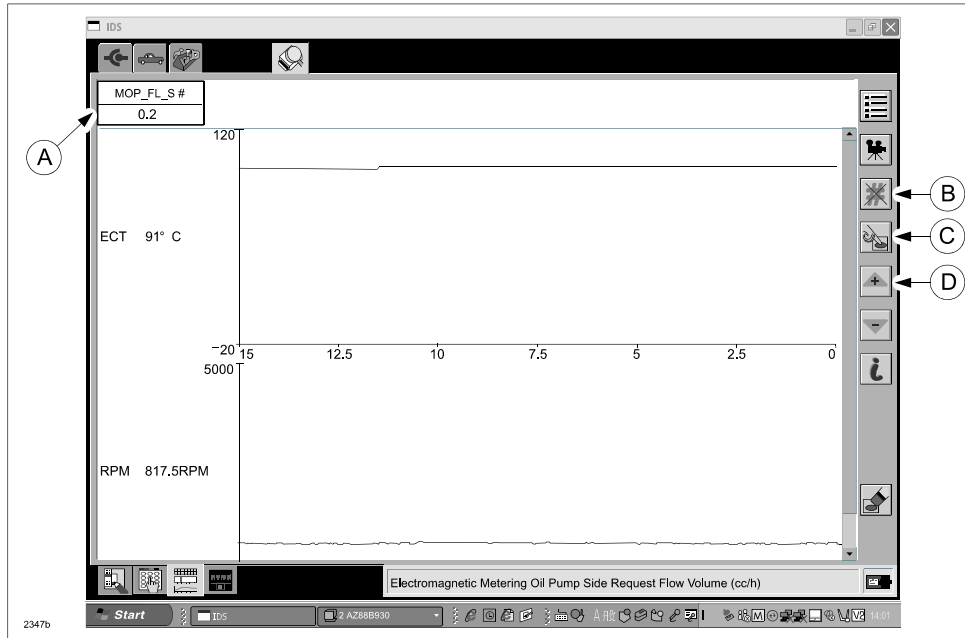 IDS
MOP_FL_S #
0.2
A
120
B
ECT 91° C
C
D
−20
15 12.5 10 7.5 5 2.5 0
5000
RPM 817.5RPM
Electromagnetic Metering Oil Pump Side Request Flow Volume (cc/h)
Start IDS 2 AZ88B930 14:01
2347b